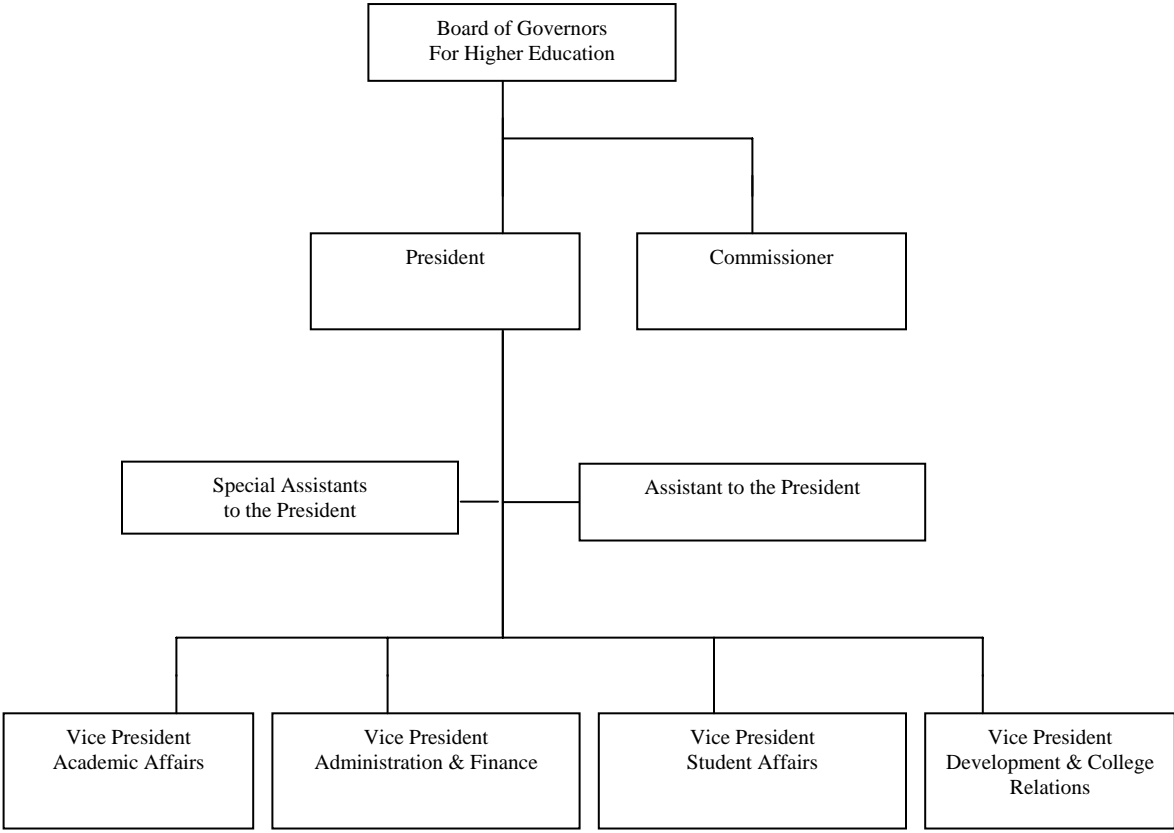 Board of Governors
For Higher Education
President
Commissioner
Special Assistants
to the President
Assistant to the President
Vice President
Academic Affairs
Vice President
Administration & Finance
Vice President
Student Affairs
Vice President
Development & College
Relations